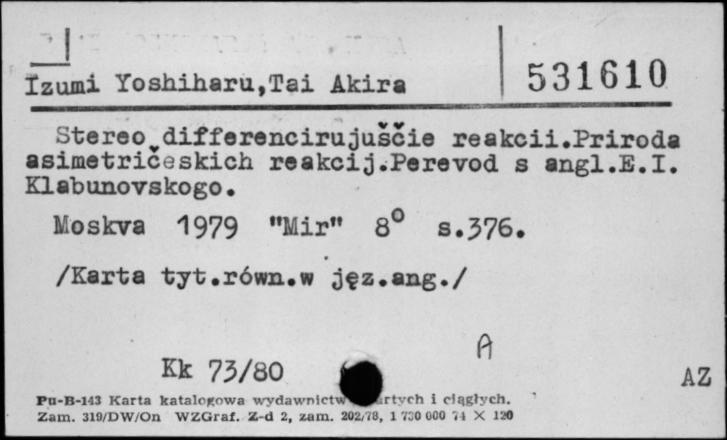 Izumi Yoshiharu,Tai Akira
531610
Stereo differencirujuščie reakcii.Priroda
asimetričeskich reakcij.Perevod s angl.E.I.
Klabunovskogo.
Moskva 1979 "Mir" 8° s.376.
/Karta tyt.równ.w jęz.ang./
A
Kk 73/80
AZ
Pu-B-143 Karta katalogowa wydawnictw i ciągłych.
Zam. 319/DW/On WZGraf. Z-d 2, zam. 202/78, 1 730 000 74 X 120